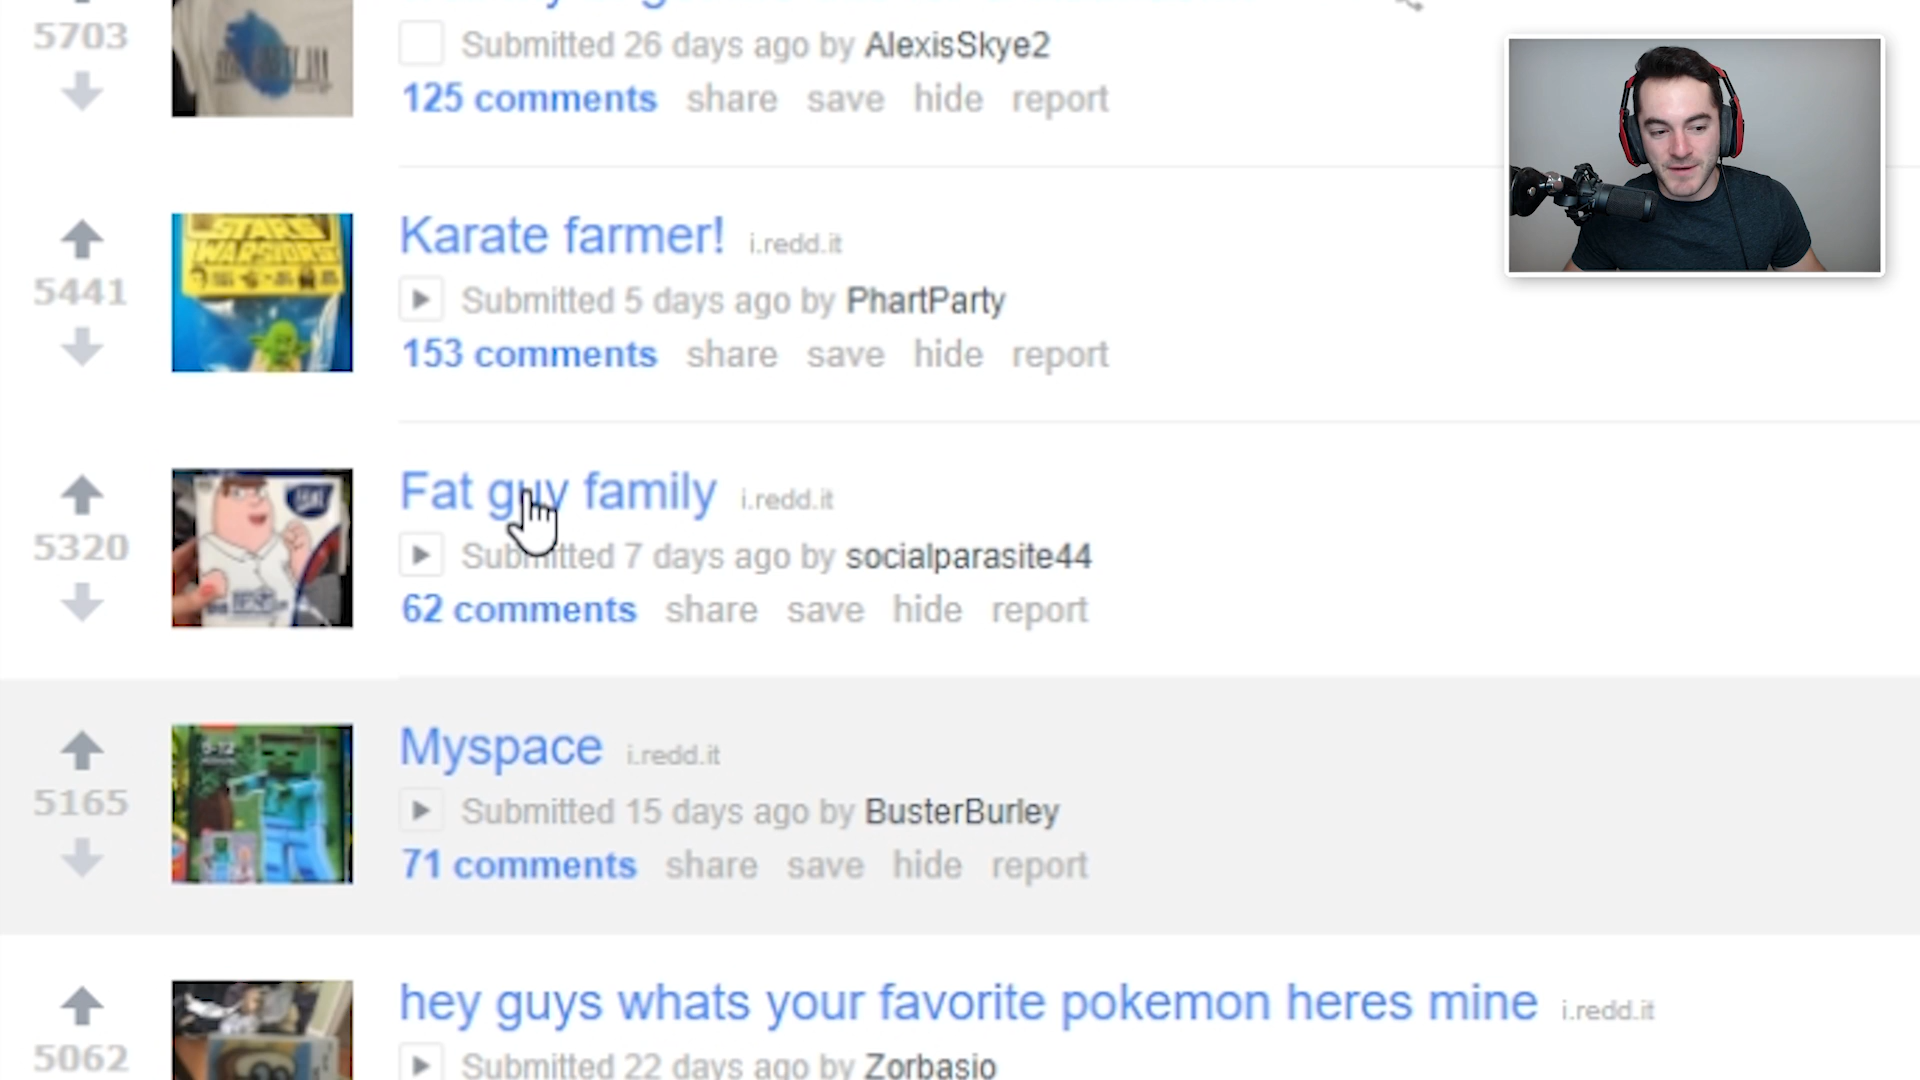 5703
Submitted 26 days ago by AlexisSkye2
125 comments share save hide report
Karate farmer! i.redd.it
5441
Submitted 5 days ago by PhartParty
153 comments share save hide report
Fat guy family i.redd.it
5320
Submitted 7 days ago by socialparasite44
62 comments share save hide report
Myspace i.redd.it
5165
Submitted 15 days ago by BusterBurley
71 comments share save hide report
hey guys whats your favorite pokemon heres mine i.redd.it
5062
Submitted 22 days ago by Zorbasio